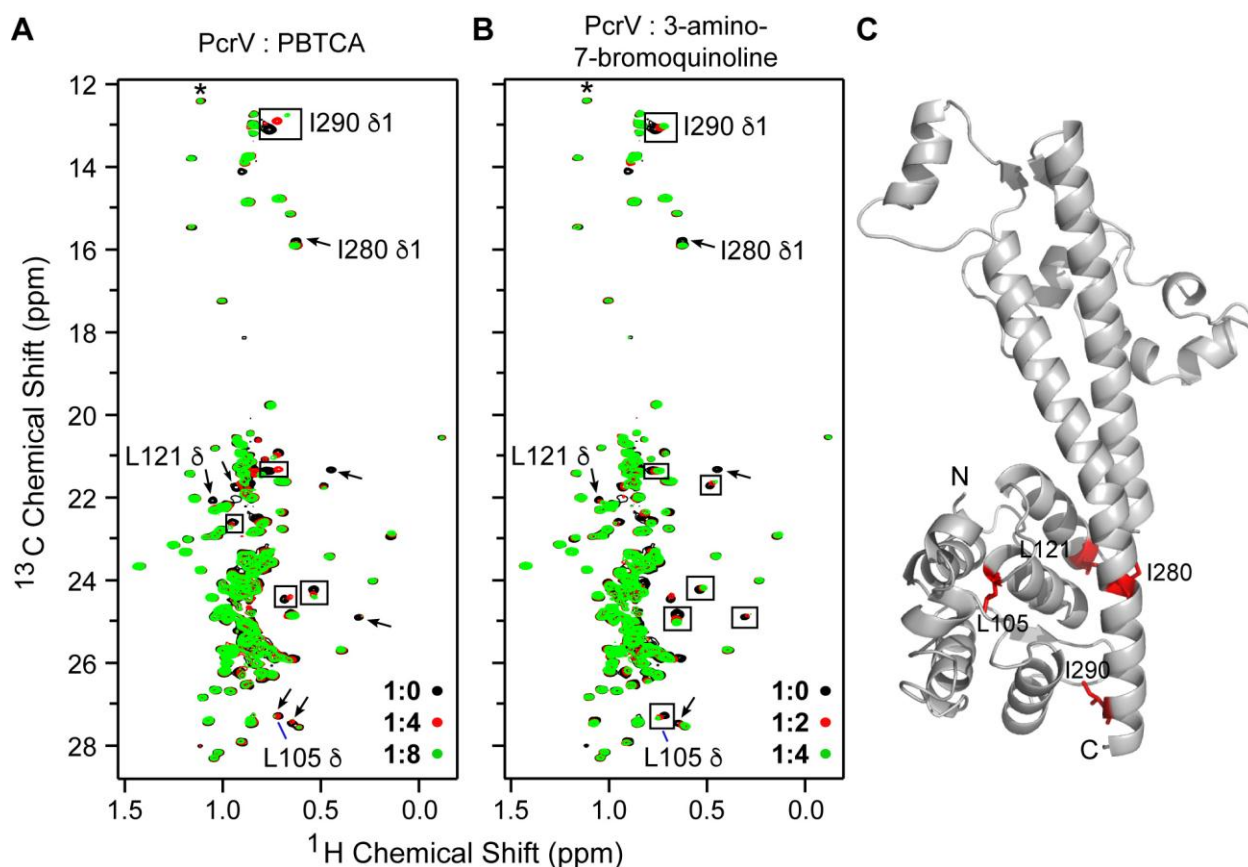 A
PcrV : PBTCA
B
PcrV : 3-amino-
7-bromoquinoline
C
*
*
12
14
16
18
20
22
24
26
28
13C Chemical Shift (ppm)
I290 δ1
I280 δ1
L121 δ
L105 δ
1:0
1:4
1:8
1.5
1.0
0.5
0.0
I290 δ1
I280 δ1
L121 δ
L105 δ
1:0
1:2
1:4
1.5
1.0
0.5
0.0
1H Chemical Shift (ppm)
N
L121
I280
L105
I290
C